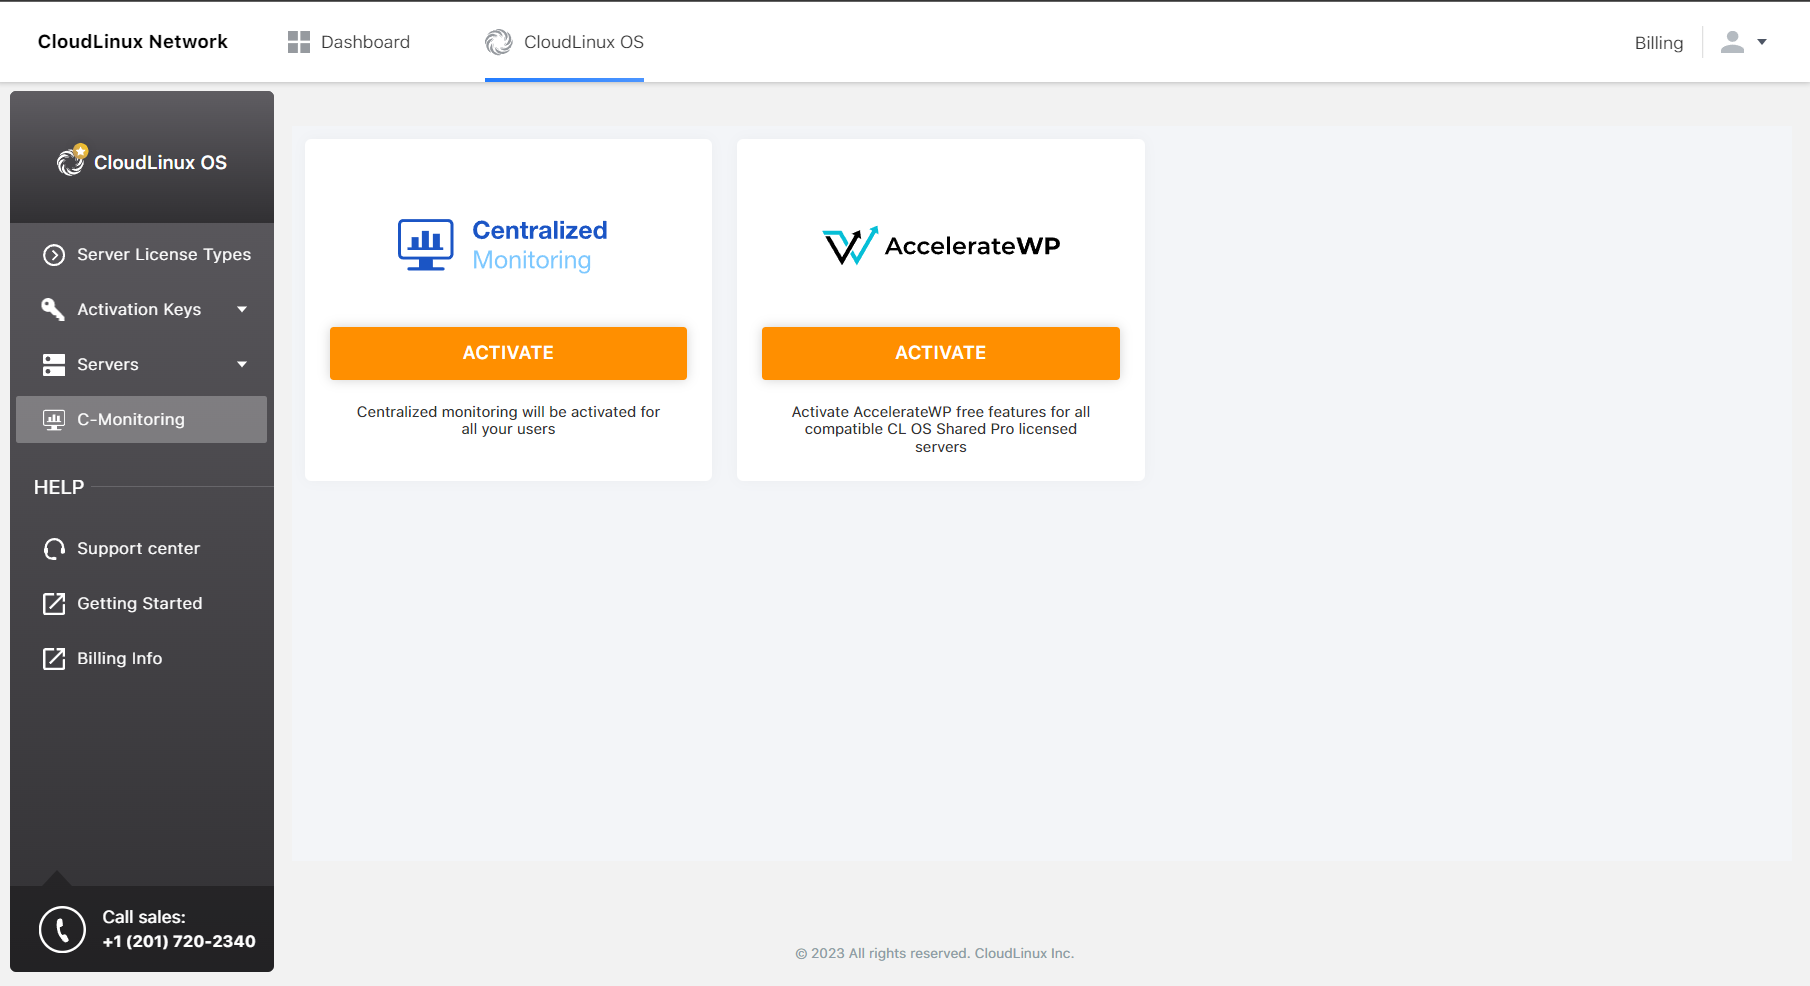 CloudLinux Network
Dashboard
CloudLinux OS
Billing
CloudLinux OS
Server License Types
Activation Keys
Servers
C-Monitoring
HELP
Support center
Getting Started
Billing Info
Call sales:
+1 (201) 720-2340
Centralized
Monitoring
ACTIVATE
Centralized monitoring will be activated for
all your users
AccelerateWP
ACTIVATE
Activate AccelerateWP free features for all
compatible CL OS Shared Pro licensed
servers
© 2023 All rights reserved. CloudLinux Inc.